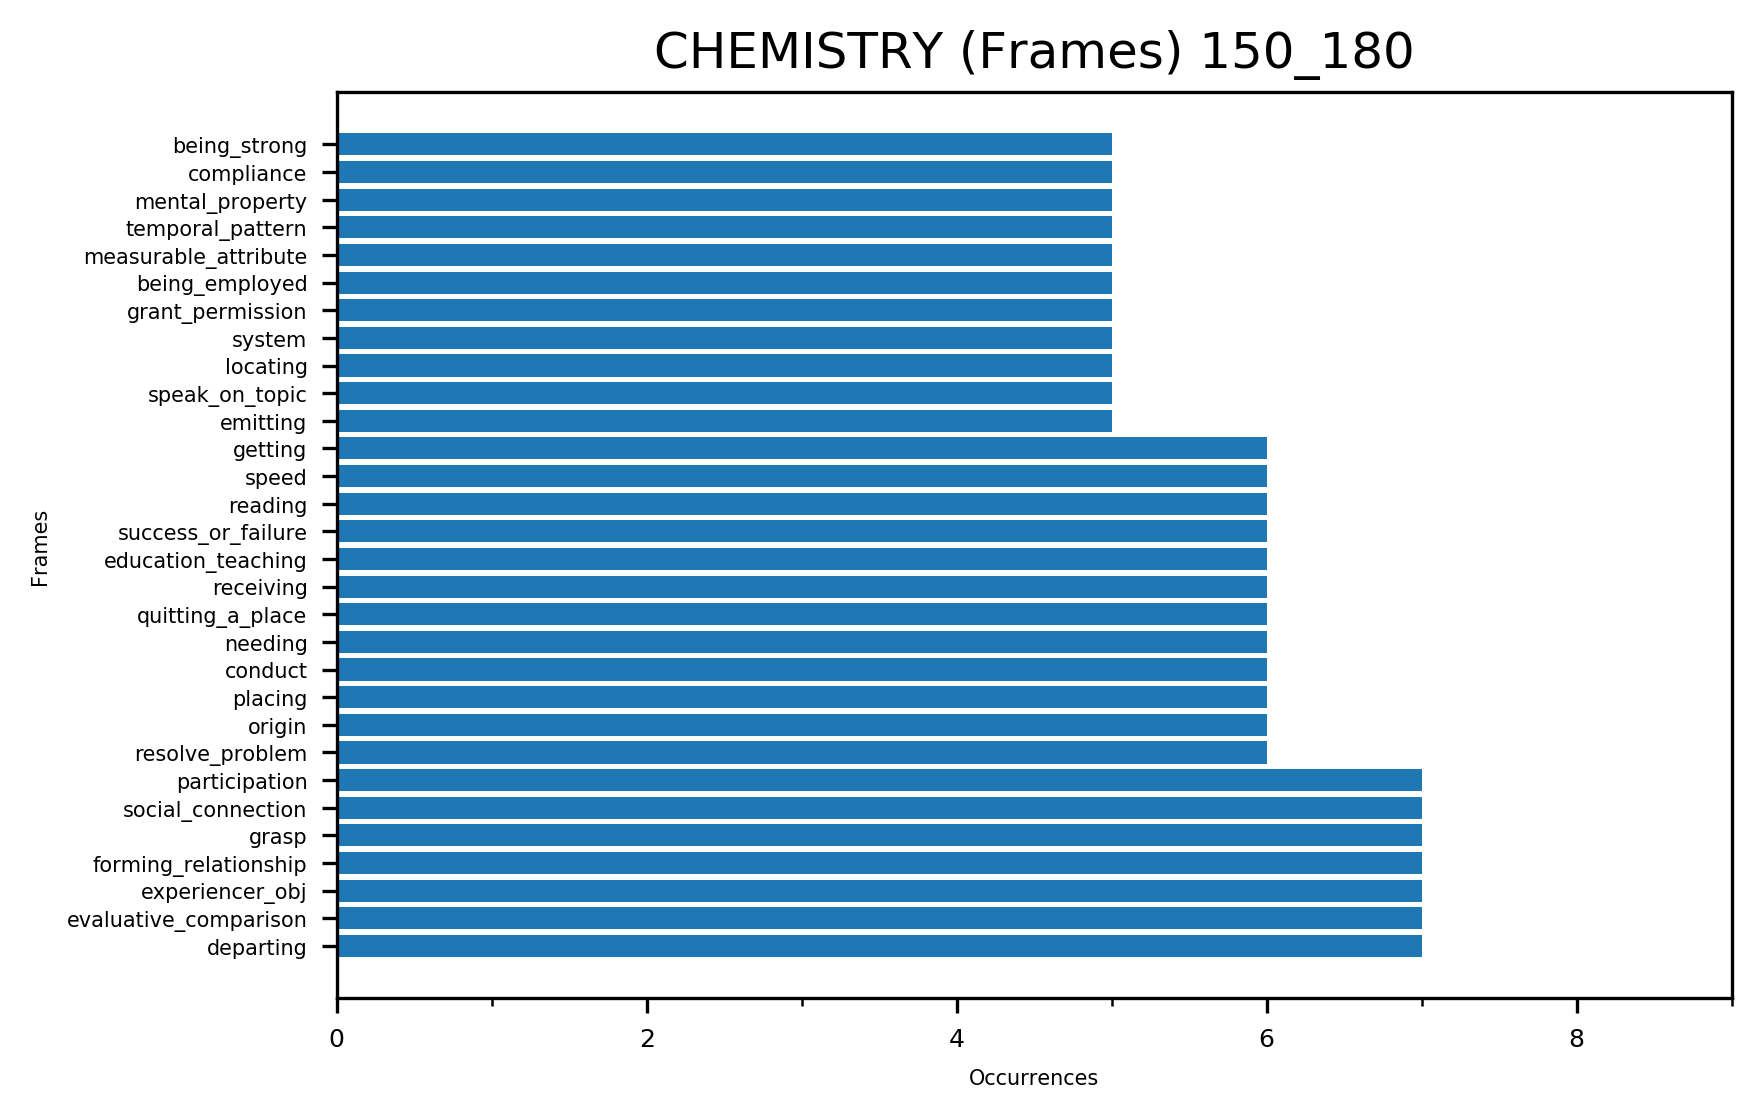 CHEMISTRY (Frames) 150_180
being_strong
compliance
mental_property
temporal_pattern
measurable_attribute
being_employed
grant_permission
system
locating
speak_on_topic
emitting
getting
speed
reading
success_or_failure
education_teaching
receiving
quitting_a_place
needing
conduct
placing
origin
resolve_problem
participation
social_connection
grasp
forming_relationship
experiencer_obj
evaluative_comparison
departing
Frames
0 2 4 6 8
Occurrences